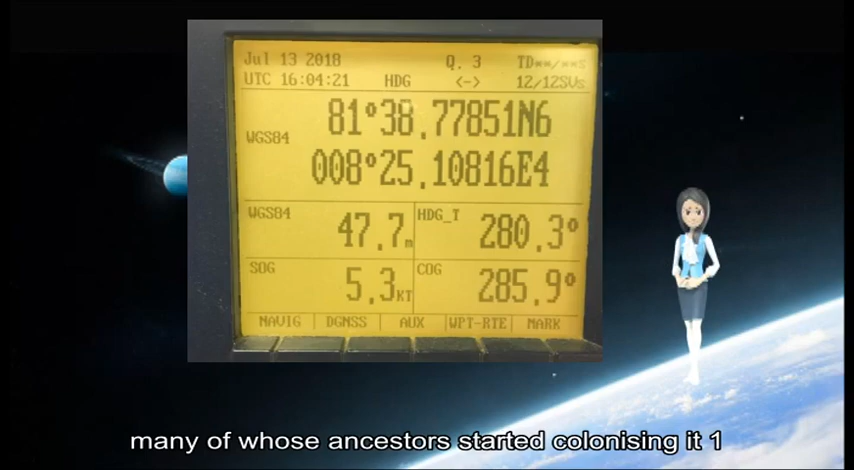 Jul 13 2018 Q. 3 TD**/**S
UTC 16:04:21 HDG <-> 12/12SVs
WGS84 81°38.77851N6
008°25.10816E4
WGS84 47.7m HDG_T 280.3°
SOG 5.3KT COG 285.9°
NAVIG DGNSS AUX WPT-RTE MARK
many of whose ancestors started colonising it 1